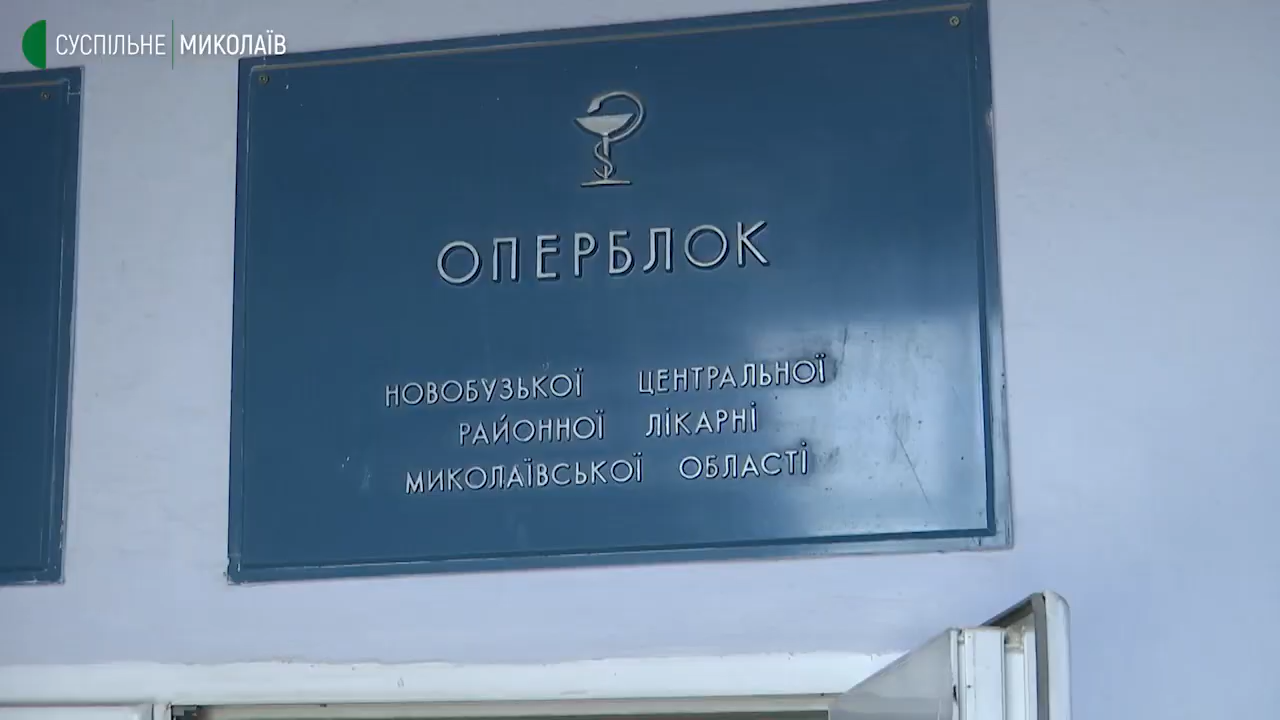 СУСПІЛЬНЕ МИКОЛАЇВ
ОПЕРБЛОК
НОВОБУЗЬКОЇ ЦЕНТРАЛЬНОЇ
РАЙОННОЇ ЛІКАРНІ
МИКОЛАЇВСЬКОЇ ОБЛАСТІ